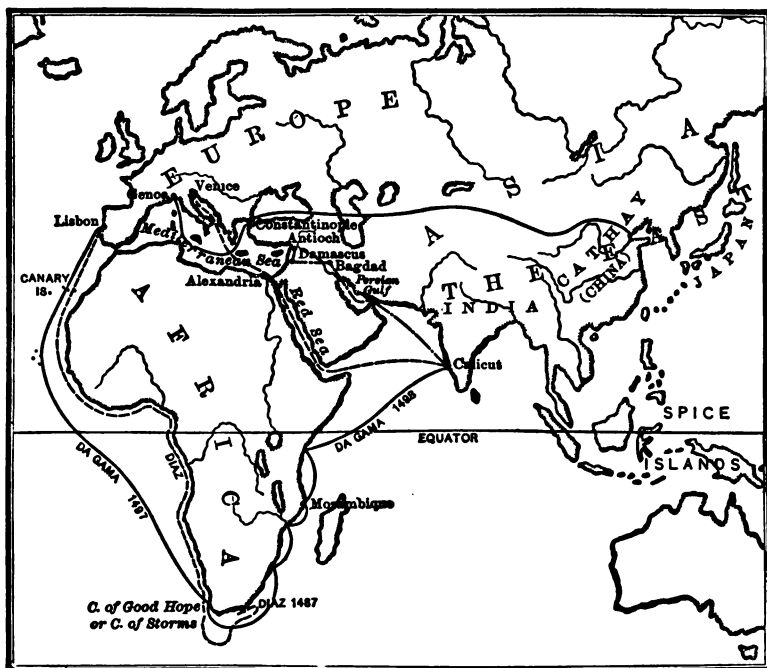 EUROPE
ASIA
Genoa
Venice
Lisbon
Constantinople
Antioch
Mediterranean Sea
Damascus
Bagdad
Alexandria
Persian
Gulf
CANARY
IS.
Red Sea
THE EAST
CATHAY
(CHINA)
JAPAN
INDIA
AFRICA
Calicut
SPICE
ISLANDS
DA GAMA 1498
EQUATOR
DA GAMA 1497
DIAZ
Mozambique
DIAZ 1487
C. of Good Hope
or C. of Storms